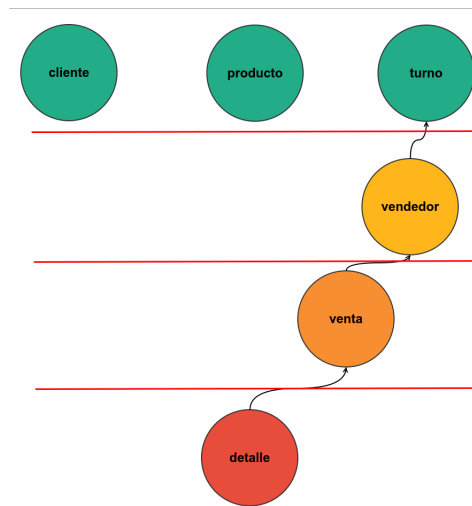 cliente
producto
turno
vendedor
venta
detalle